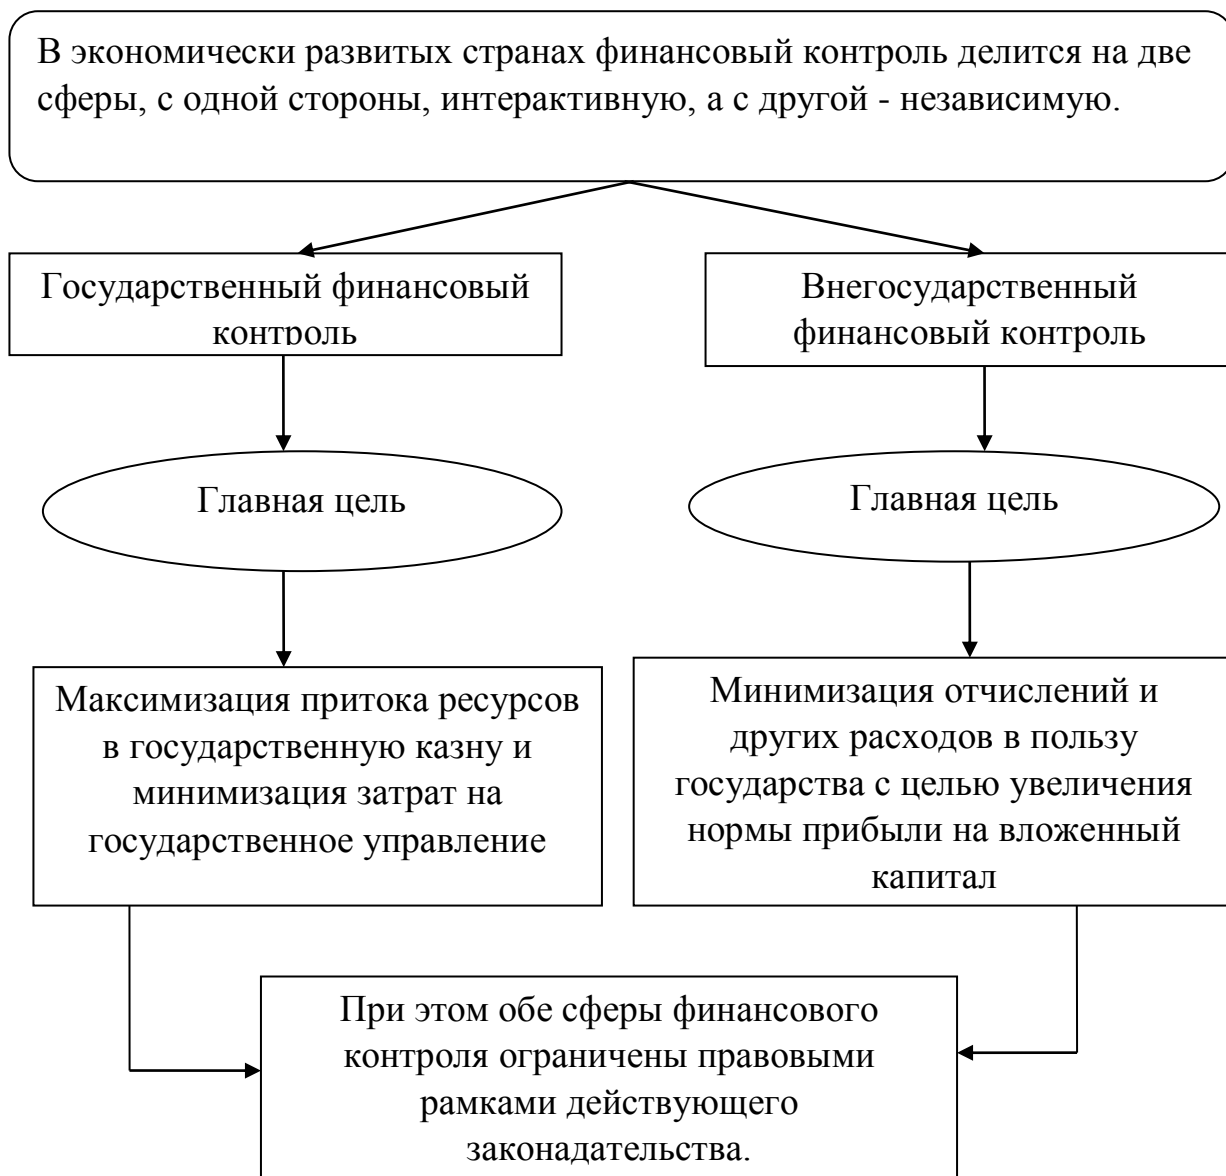 В экономически развитых странах финансовый контроль делится на две
сферы, с одной стороны, интерактивную, а с другой - независимую.
Государственный финансовый
контроль
Внегосударственный
финансовый контроль
Главная цель
Главная цель
Максимизация притока ресурсов
в государственную казну и
минимизация затрат на
государственное управление
Минимизация отчислений и
других расходов в пользу
государства с целью увеличения
нормы прибыли на вложенный
капитал
При этом обе сферы финансового
контроля ограничены правовыми
рамками действующего
законадательства.